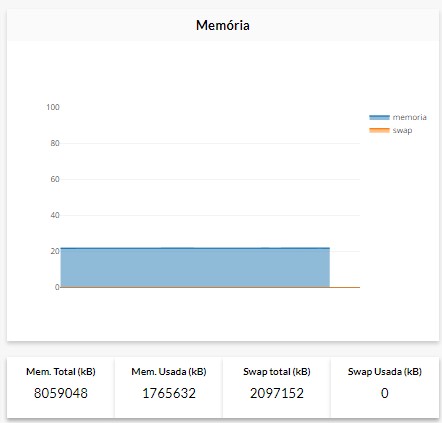 Memória
100
80
60
40
20
0
memoria
swap
Mem. Total (kB) Mem. Usada (kB) Swap total (kB) Swap Usada (kB)
8059048 1765632 2097152 0